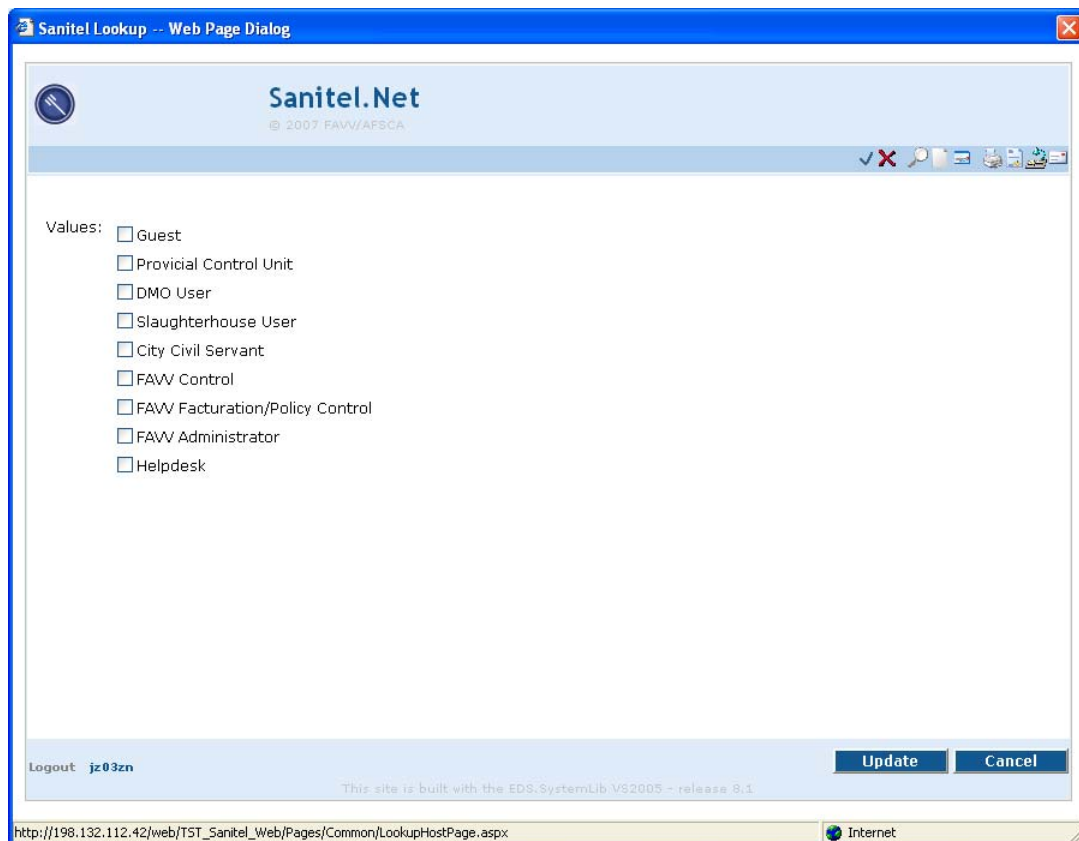 Sanitel Lookup -- Web Page Dialog
Sanitel.Net
© 2007 FAVV/AFSCA
Values:
Guest
Provicial Control Unit
DMO User
Slaughterhouse User
City Civil Servant
FAVV Control
FAVV Facturation/Policy Control
FAVV Administrator
Helpdesk
Update Cancel
Logout jz03zn
This site is built with the EDS.SystemLib VS2005 - release 8.1
http://198.132.112.42/web/TST_Sanitel_Web/Pages/Common/LookupHostPage.aspx Internet